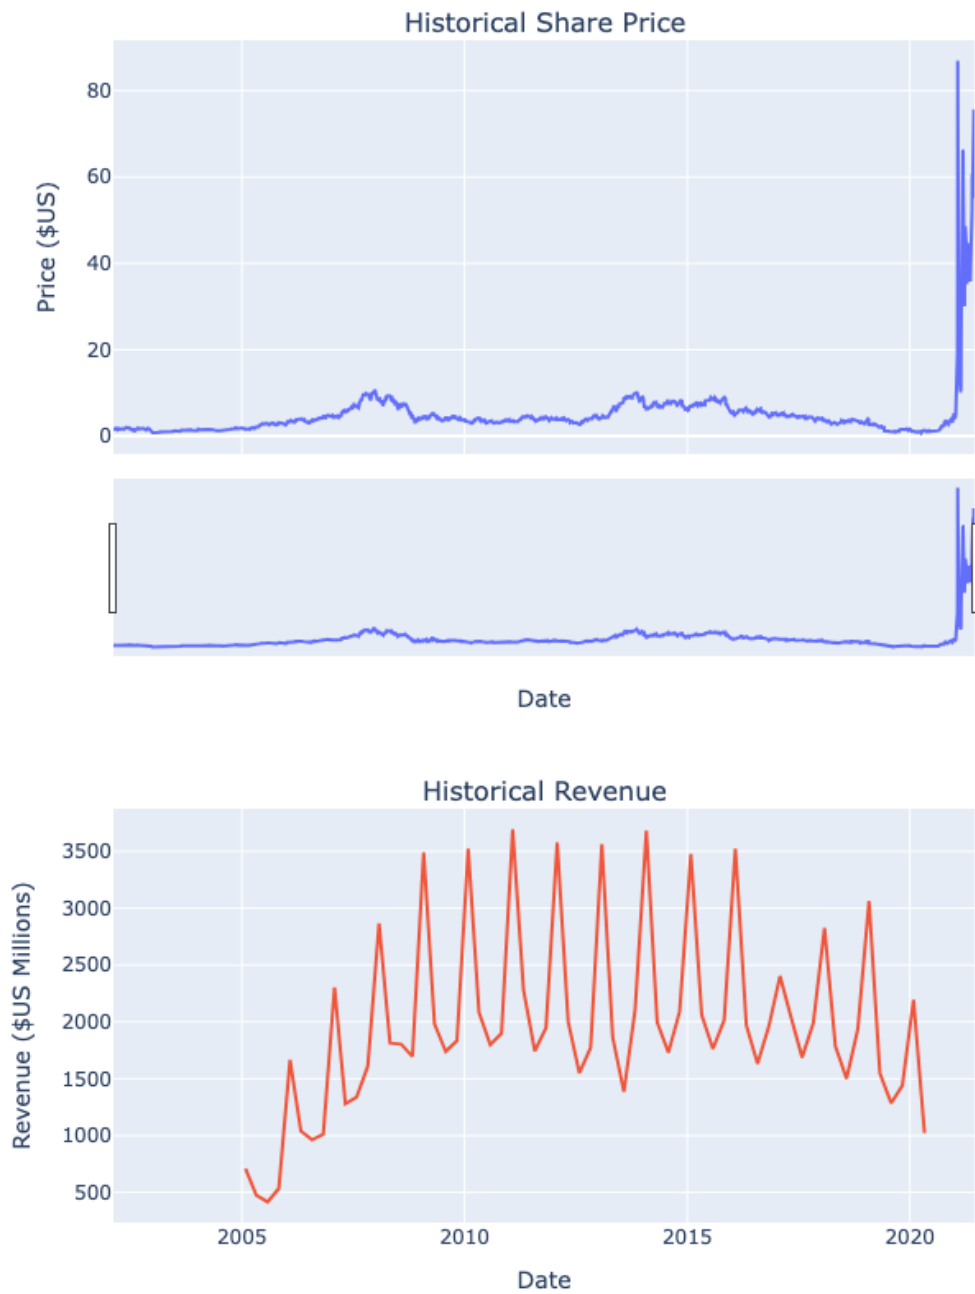 Historical Share Price
80
60
40
20
0
Price ($US)
Date
Historical Revenue
3500
3000
2500
2000
1500
1000
500
Revenue ($US Millions)
2005 2010 2015 2020
Date